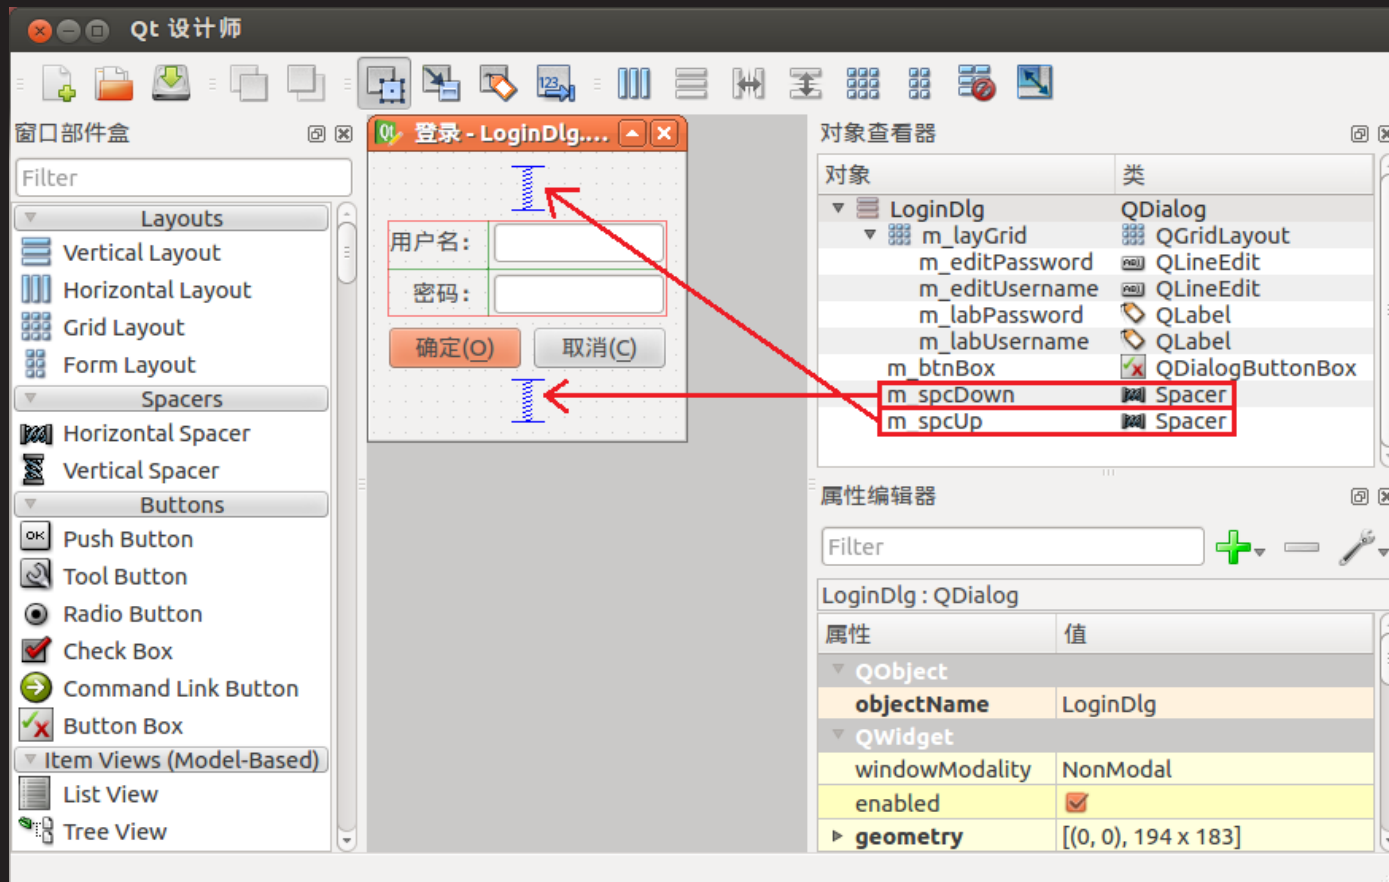 Qt 设计师
123
窗口部件盒
Filter
Layouts
Vertical Layout
Horizontal Layout
Grid Layout
Form Layout
Spacers
Horizontal Spacer
Vertical Spacer
Buttons
OK Push Button
Tool Button
Radio Button
Check Box
Command Link Button
Button Box
Item Views (Model-Based)
List View
Tree View
Qt 登录 - LoginDlg....
用户名:
密码:
确定(O) 取消(C)
对象查看器
对象 类
LoginDlg QDialog
m_layGrid QGridLayout
m_editPassword QLineEdit
m_editUsername QLineEdit
m_labPassword QLabel
m_labUsername QLabel
m_btnBox QDialogButtonBox
m_spcDown Spacer
m_spcUp Spacer
属性编辑器
Filter
LoginDlg : QDialog
属性 值
QObject
objectName LoginDlg
QWidget
windowModality NonModal
enabled
geometry [(0, 0), 194 x 183]